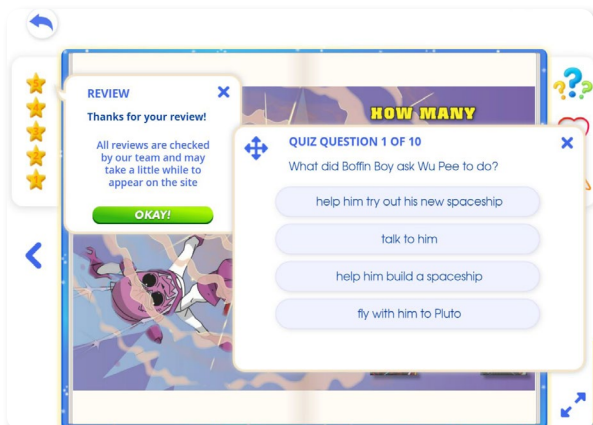 REVIEW
Thanks for your review!
All reviews are checked
by our team and may
take a little while to
appear on the site
OKAY!
HOW MANY
QUIZ QUESTION 1 OF 10
What did Boffin Boy ask Wu Pee to do?
help him try out his new spaceship
talk to him
help him build a spaceship
fly with him to Pluto
???